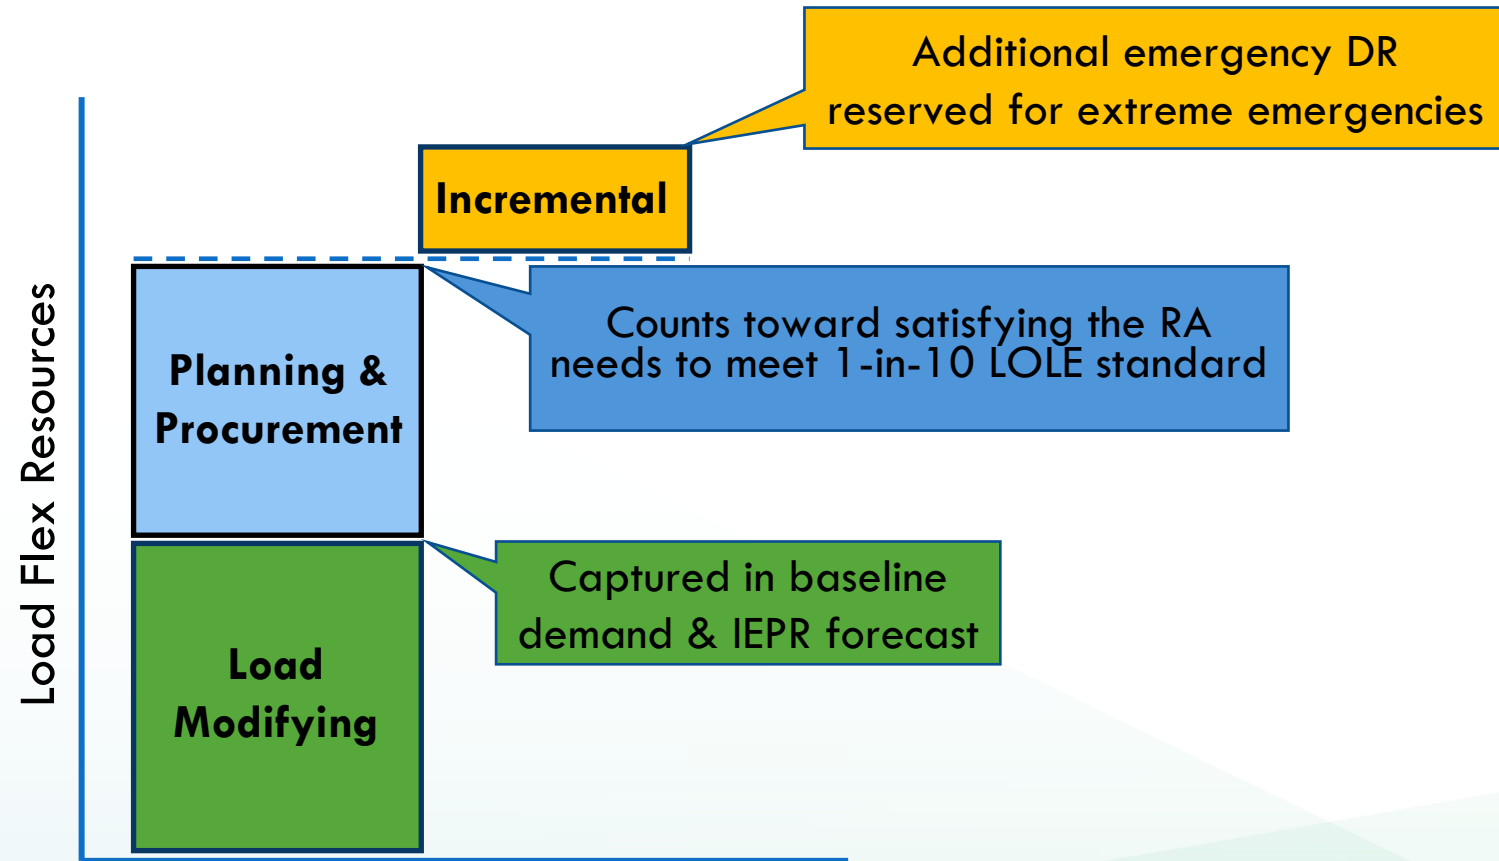 Additional emergency DR
reserved for extreme emergencies
Incremental
Planning &
Procurement
Counts toward satisfying the RA
needs to meet 1-in-10 LOLE standard
Captured in baseline
demand & IEPR forecast
Load
Modifying
Load Flex Resources